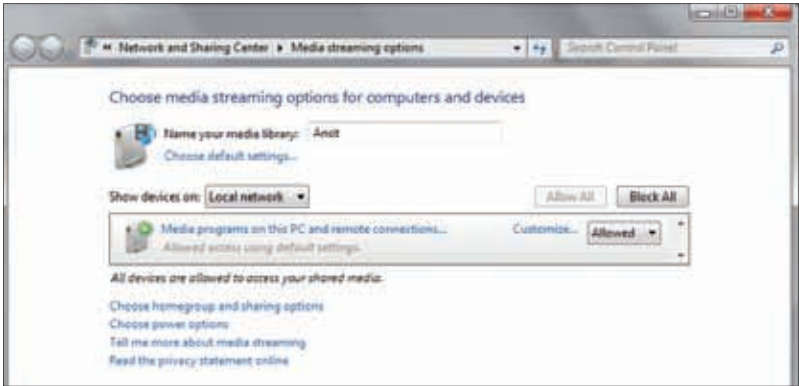 « Network and Sharing Center ▸ Media streaming options
Search Control Panel
Choose media streaming options for computers and devices
Name your media library: Anot
Choose default settings...
Show devices on: Local network
Allow All Block All
Media programs on this PC and remote connections... Customize... Allowed
Allowed access using default settings.
All devices are allowed to access your shared media.
Choose homegroup and sharing options
Choose power options
Tell me more about media streaming
Read the privacy statement online